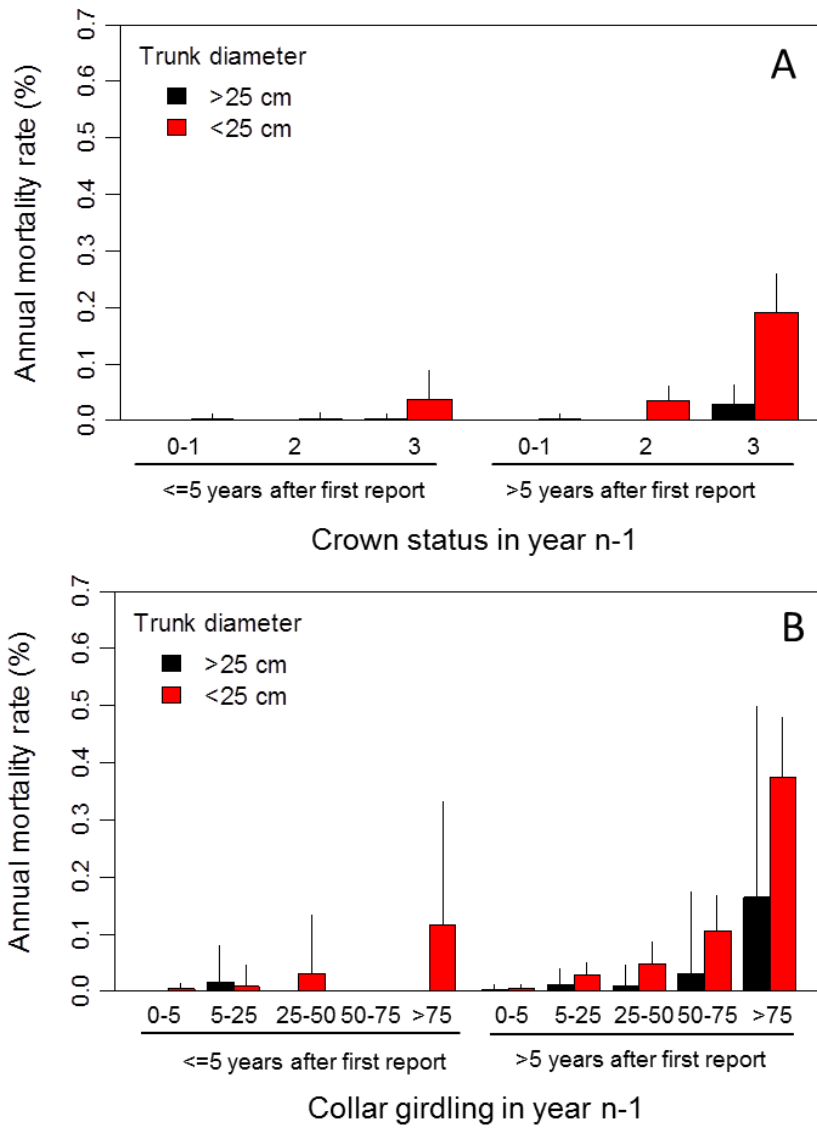 A
Trunk diameter
>25 cm
<25 cm
Annual mortality rate (%)
0.7
0.6
0.5
0.4
0.3
0.2
0.1
0.0
0-1 2 3 0-1 2 3
<=5 years after first report >5 years after first report
Crown status in year n-1
B
Trunk diameter
>25 cm
<25 cm
Annual mortality rate (%)
0.7
0.6
0.5
0.4
0.3
0.2
0.1
0.0
0-5 5-25 25-50 50-75 >75 0-5 5-25 25-50 50-75 >75
<=5 years after first report >5 years after first report
Collar girdling in year n-1